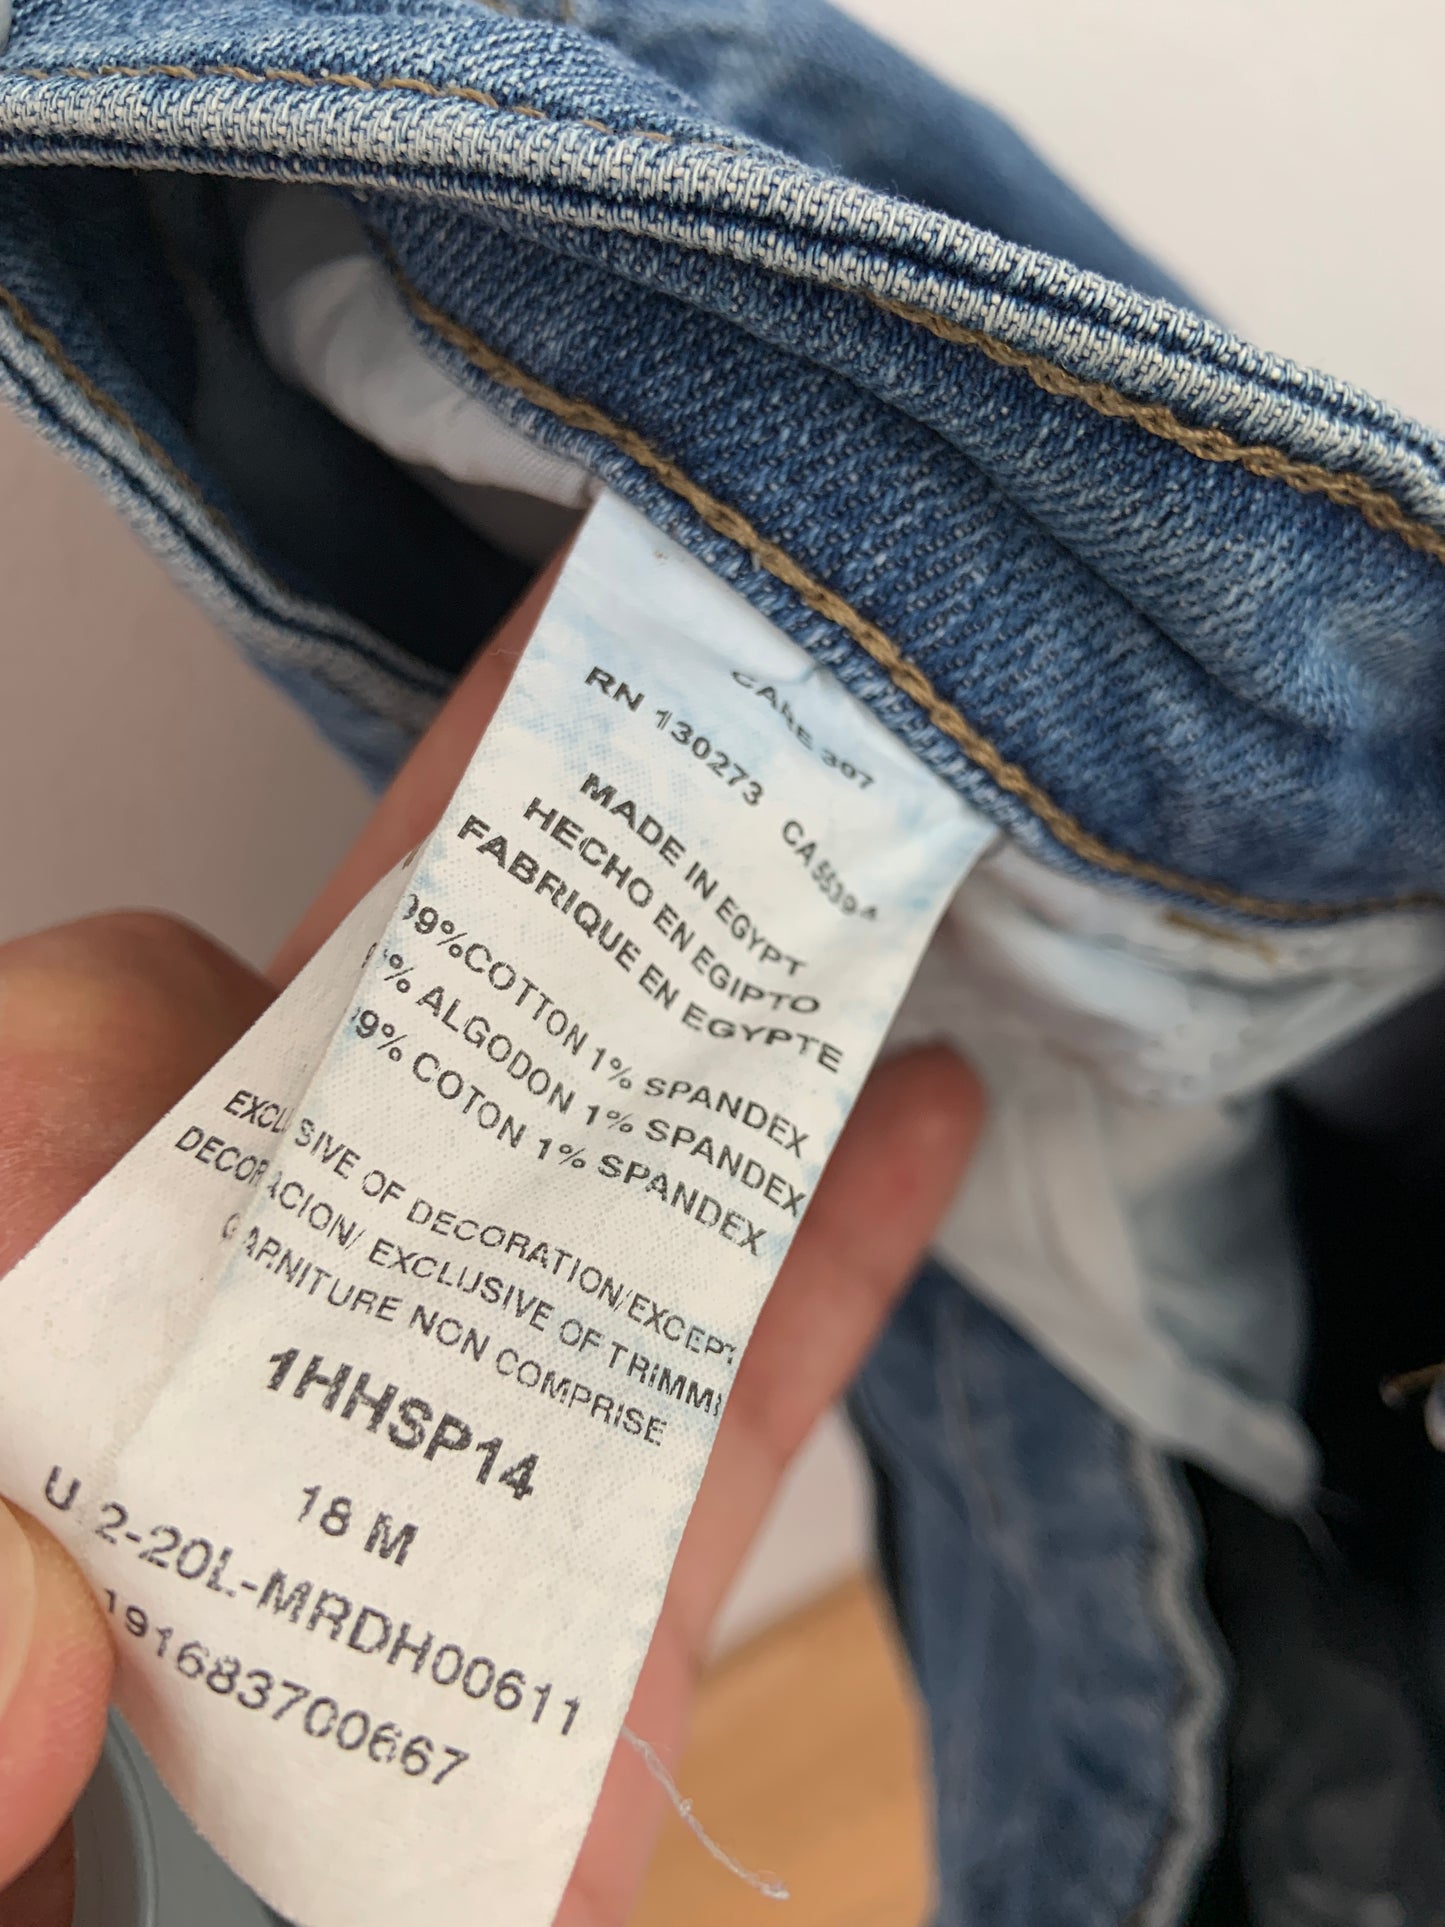 CARE 307
RN 130273 CA 55394
MADE IN EGYPT
HECHO EN EGIPTO
FABRIQUE EN EGYPTE
99%COTTON 1% SPANDEX
% ALGODON 1% SPANDEX
99% COTON 1% SPANDEX
EXCLUSIVE OF DECORATION/EXCEPT
DECORACION/ EXCLUSIVE OF TRIMMI
GARNITURE NON COMPRISE
1HHSP14
18 M
2-20L-MRDH00611
191683700667